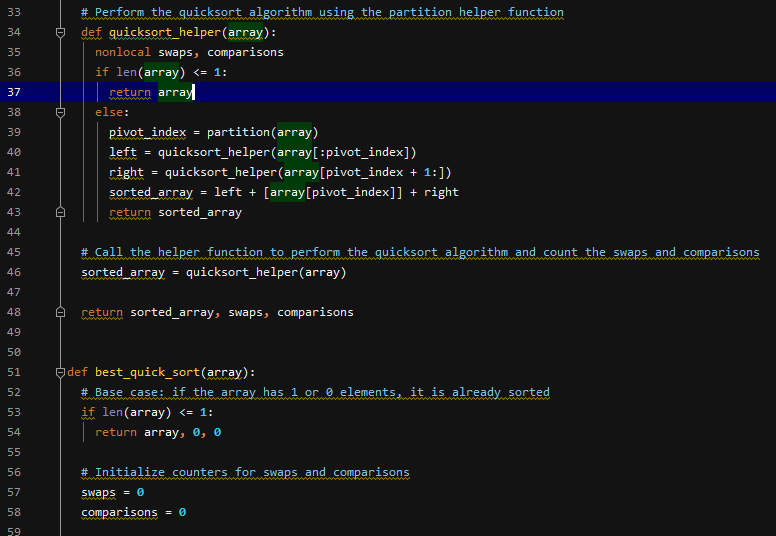 33 # Perform the quicksort algorithm using the partition helper function
34 def quicksort_helper(array):
35 nonlocal swaps, comparisons
36 if len(array) <= 1:
37 return array
38 else:
39 pivot_index = partition(array)
40 left = quicksort_helper(array[:pivot_index])
41 right = quicksort_helper(array[pivot_index + 1:])
42 sorted_array = left + [array[pivot_index]] + right
43 return sorted_array
44
45 # Call the helper function to perform the quicksort algorithm and count the swaps and comparisons
46 sorted_array = quicksort_helper(array)
47
48 return sorted_array, swaps, comparisons
49
50
51 def best_quick_sort(array):
52 # Base case: if the array has 1 or 0 elements, it is already sorted
53 if len(array) <= 1:
54 return array, 0, 0
55
56 # Initialize counters for swaps and comparisons
57 swaps = 0
58 comparisons = 0
59